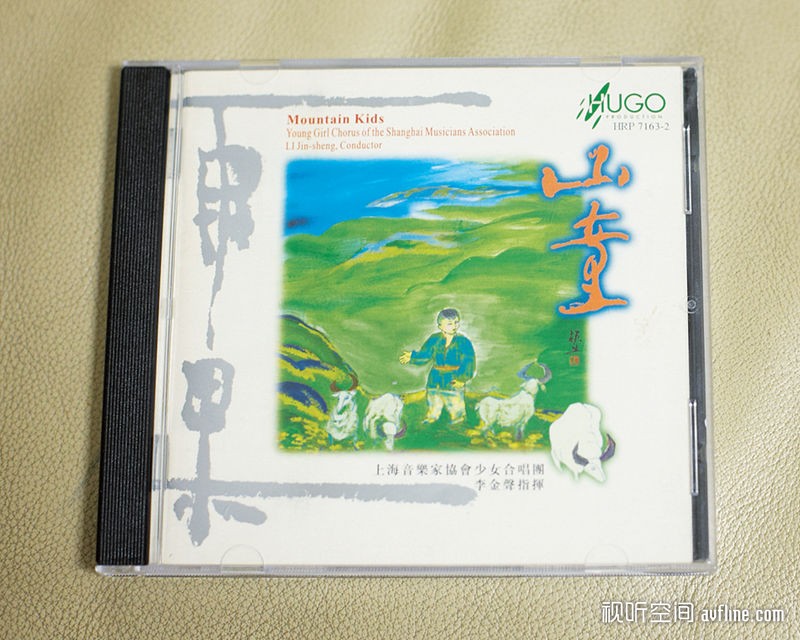 HUGO
PRODUCTION
HRP 7163-2
Mountain Kids
Young Girl Chorus of the Shanghai Musicians Association
LI Jin-sheng, Conductor
山童
上海音樂家協會少女合唱團
李金聲指揮
视听空间 avfline.com